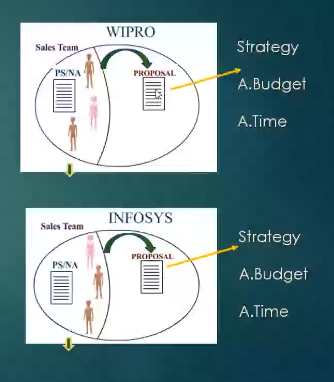 WIPRO
Sales Team
PS/NA
PROPOSAL
Strategy
A.Budget
A.Time
INFOSYS
Sales Team
PS/NA
PROPOSAL
Strategy
A.Budget
A.Time